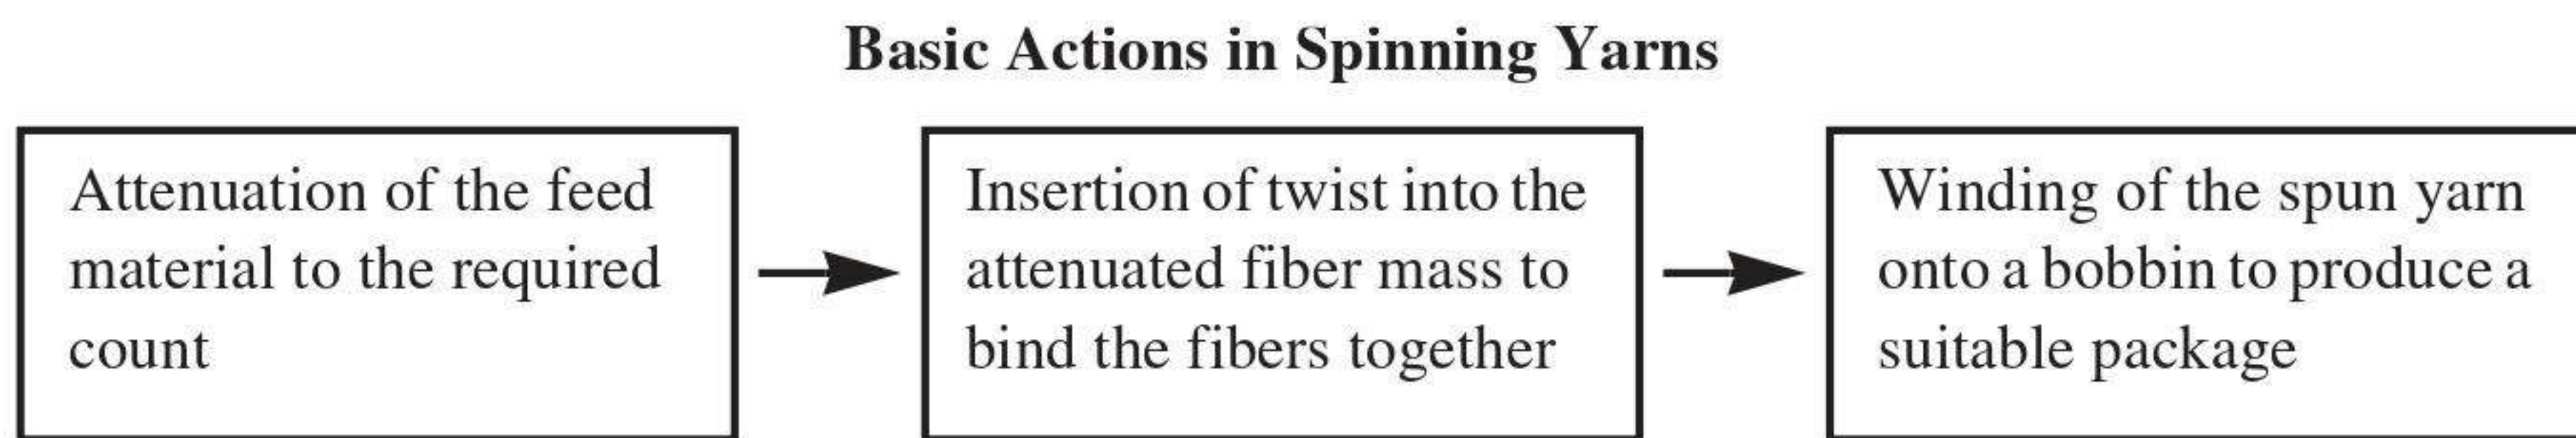 Basic Actions in Spinning Yarns
Attenuation of the feed
material to the required
count
Insertion of twist into the
attenuated fiber mass to
bind the fibers together
Winding of the spun yarn
onto a bobbin to produce a
suitable package